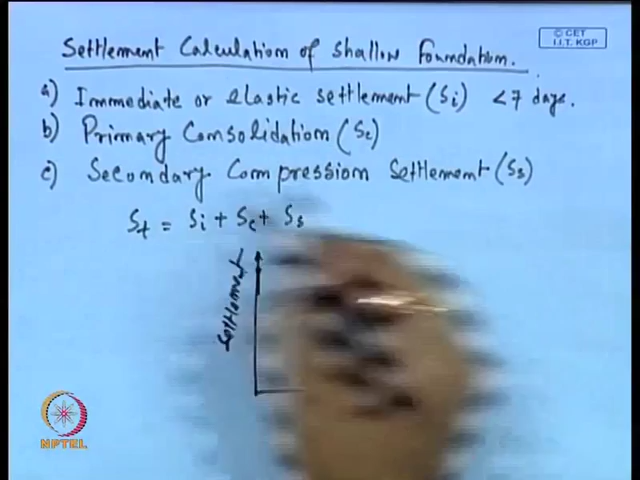 © CET
I.I.T. KGP
Settlement Calculation of Shallow Foundation.
a) Immediate or elastic settlement (Si) <7 days.
b) Primary Consolidation (Sc)
c) Secondary Compression Settlement (Ss)
St = Si + Sc + Ss
Settlement
NPTEL